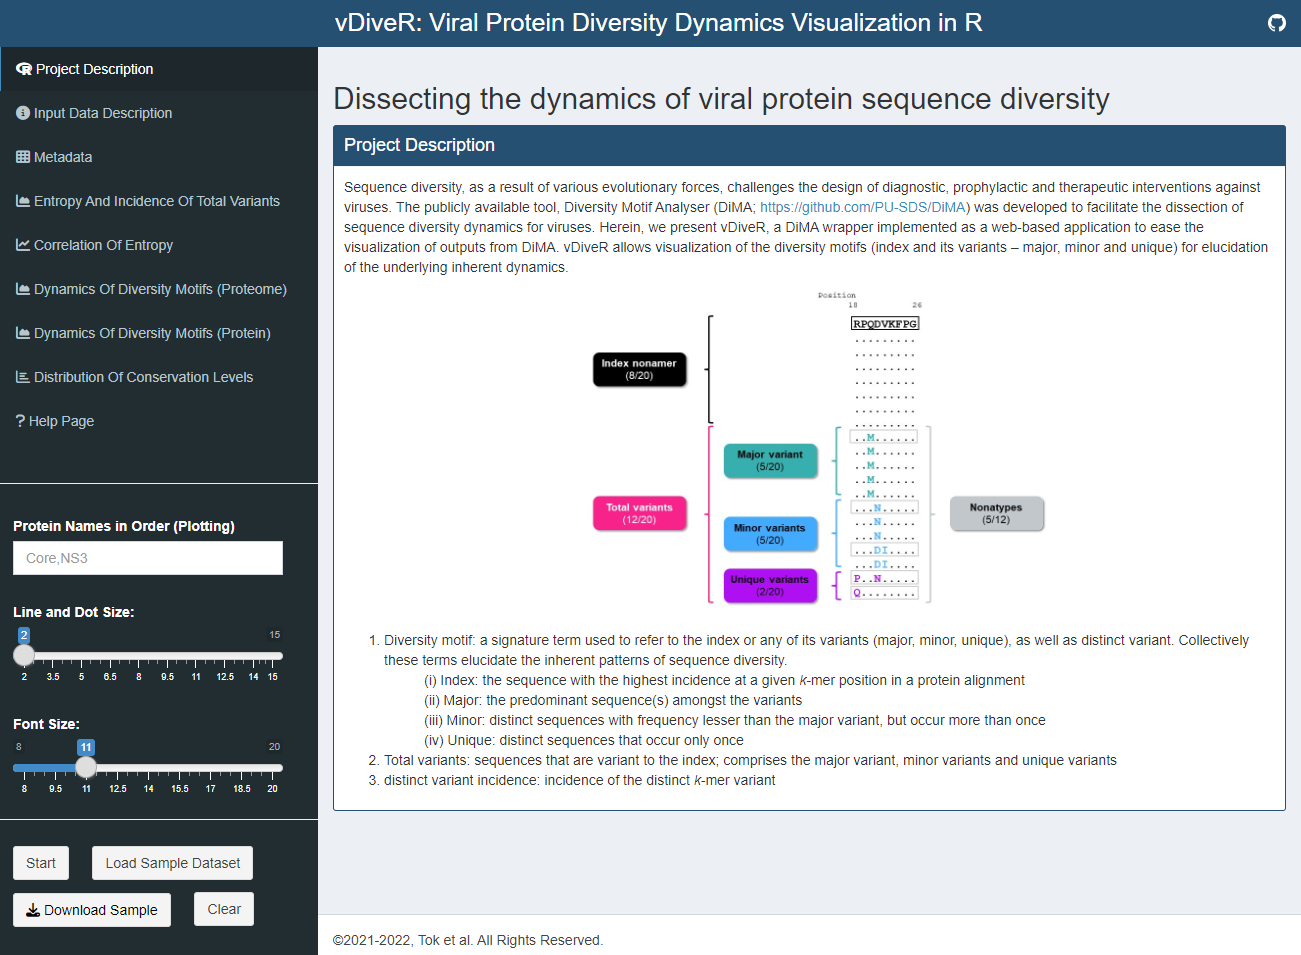 vDiveR: Viral Protein Diversity Dynamics Visualization in R
Project Description
Input Data Description
Metadata
Entropy And Incidence Of Total Variants
Correlation Of Entropy
Dynamics Of Diversity Motifs (Proteome)
Dynamics Of Diversity Motifs (Protein)
Distribution Of Conservation Levels
? Help Page
Protein Names in Order (Plotting)
Core,NS3
Line and Dot Size:
2 15
2 3.5 5 6.5 8 9.5 11 12.5 14 15
Font Size:
8 11 20
8 9.5 11 12.5 14 15.5 17 18.5 20
Start Load Sample Dataset
Download Sample Clear
Dissecting the dynamics of viral protein sequence diversity
Project Description
Sequence diversity, as a result of various evolutionary forces, challenges the design of diagnostic, prophylactic and therapeutic interventions against
viruses. The publicly available tool, Diversity Motif Analyser (DiMA; https://github.com/PU-SDS/DiMA) was developed to facilitate the dissection of
sequence diversity dynamics for viruses. Herein, we present vDiveR, a DiMA wrapper implemented as a web-based application to ease the
visualization of outputs from DiMA. vDiveR allows visualization of the diversity motifs (index and its variants – major, minor and unique) for elucidation
of the underlying inherent dynamics.
Position
18 26
RPQDVKFPG
.........
.........
.........
.........
.........
.........
.........
Index nonamer
(8/20)
..M......
..M......
..M......
..M......
..M......
Major variant
(5/20)
Total variants
(12/20)
...N.....
...N.....
...N.....
...DI....
...DI....
Minor variants
(5/20)
Nonatypes
(5/12)
P..N.....
Q........
Unique variants
(2/20)
1. Diversity motif: a signature term used to refer to the index or any of its variants (major, minor, unique), as well as distinct variant. Collectively
these terms elucidate the inherent patterns of sequence diversity.
(i) Index: the sequence with the highest incidence at a given k-mer position in a protein alignment
(ii) Major: the predominant sequence(s) amongst the variants
(iii) Minor: distinct sequences with frequency lesser than the major variant, but occur more than once
(iv) Unique: distinct sequences that occur only once
2. Total variants: sequences that are variant to the index; comprises the major variant, minor variants and unique variants
3. distinct variant incidence: incidence of the distinct k-mer variant
©2021-2022, Tok et al. All Rights Reserved.